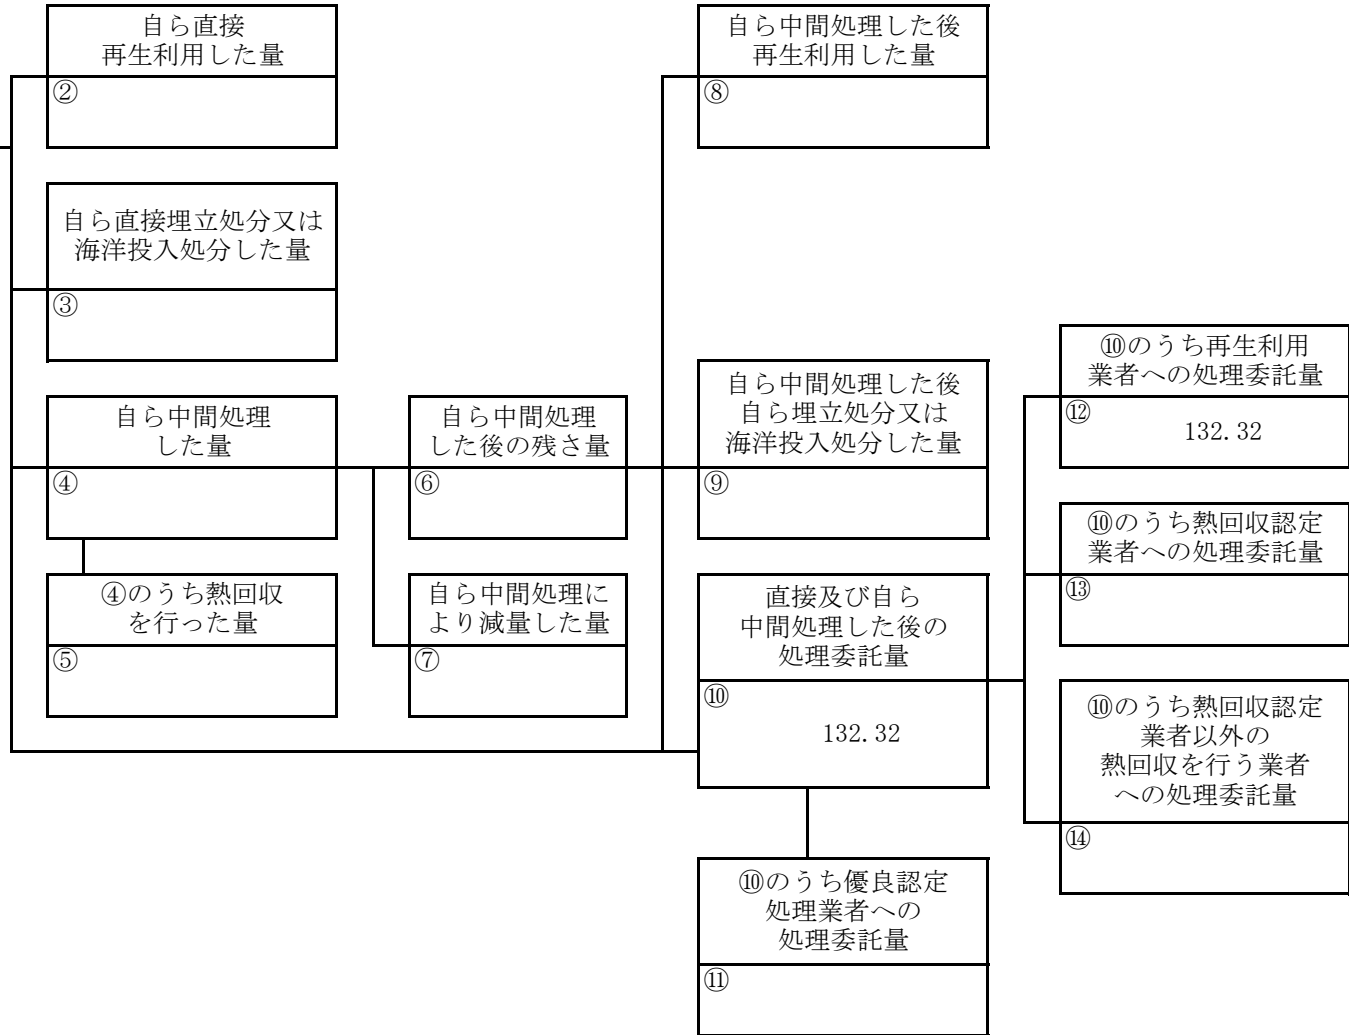 自ら直接
再生利用した量
②
自ら中間処理した後
再生利用した量
⑧
自ら直接埋立処分又は
海洋投入処分した量
③
自ら中間処理
した量
④
自ら中間処理
した後の残さ量
⑥
自ら中間処理した後
自ら埋立処分又は
海洋投入処分した量
⑨
⑩のうち再生利用
業者への処理委託量
⑫
132.32
⑩のうち熱回収認定
業者への処理委託量
⑬
④のうち熱回収
を行った量
⑤
自ら中間処理に
より減量した量
⑦
直接及び自ら
中間処理した後の
処理委託量
⑩
132.32
⑩のうち熱回収認定
業者以外の
熱回収を行う業者
への処理委託量
⑭
⑩のうち優良認定
処理業者への
処理委託量
⑪